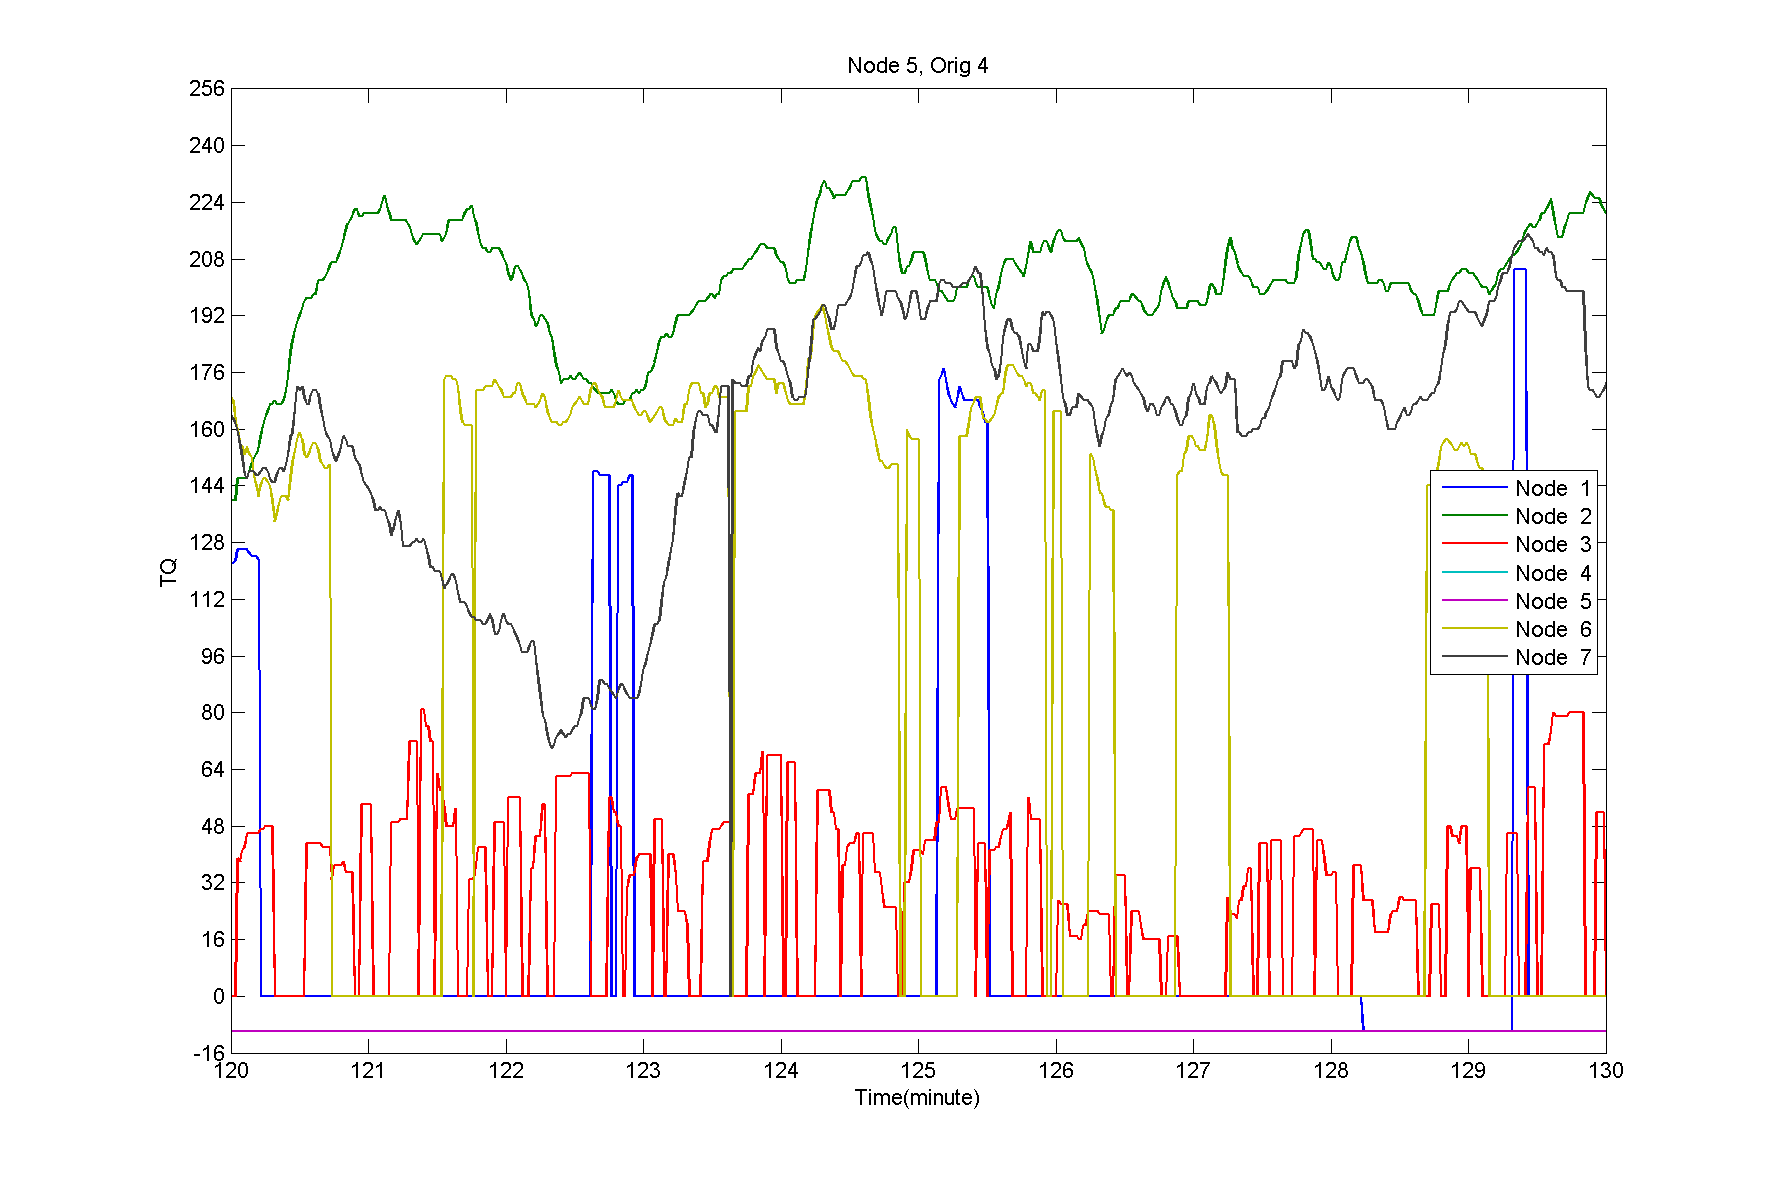 Node 5, Orig 4
256
240
224
208
192
176
160
144
128
112
96
80
64
48
32
16
0
-16
TQ
Node 1
Node 2
Node 3
Node 4
Node 5
Node 6
Node 7
120 121 122 123 124 125 126 127 128 129 130
Time(minute)